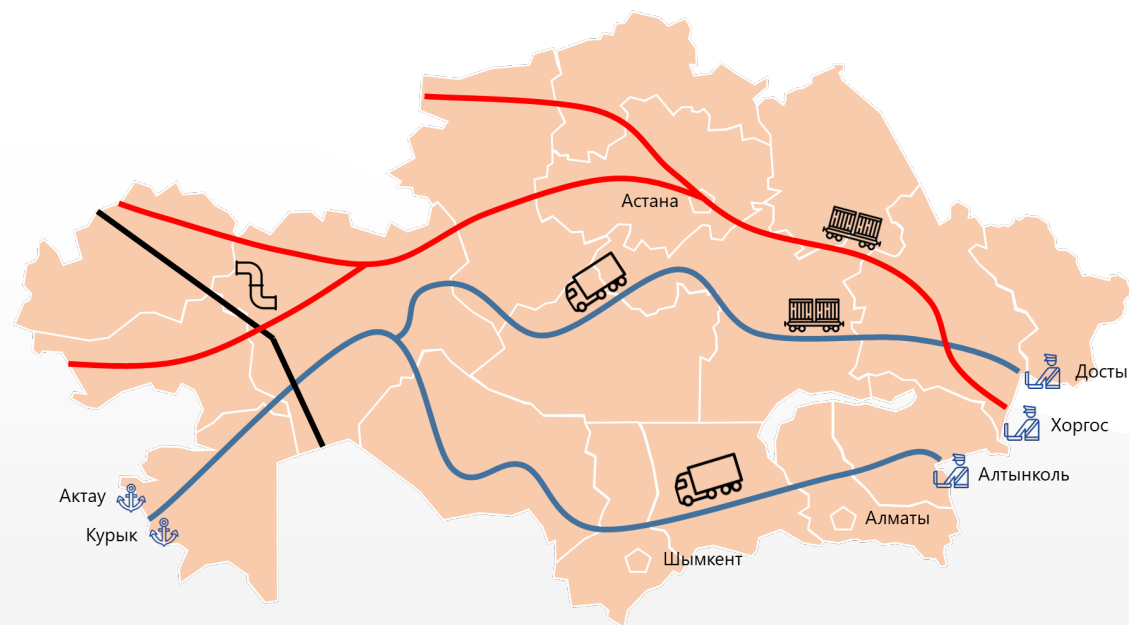 Астана
Досты
Хоргос
Алтынколь
Актау
Курык
Алматы
Шымкент